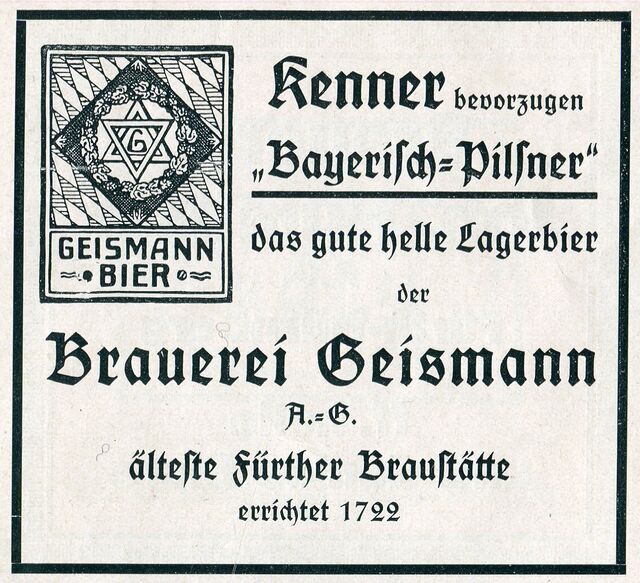 G
GEISMANN
BIER
Kenner bevorzugen
„Bayeriſch=Pilſner“
das gute helle Lagerbier
der
Brauerei Geismann
A.=G.
älteſte Fürther Brauſtätte
errichtet 1722